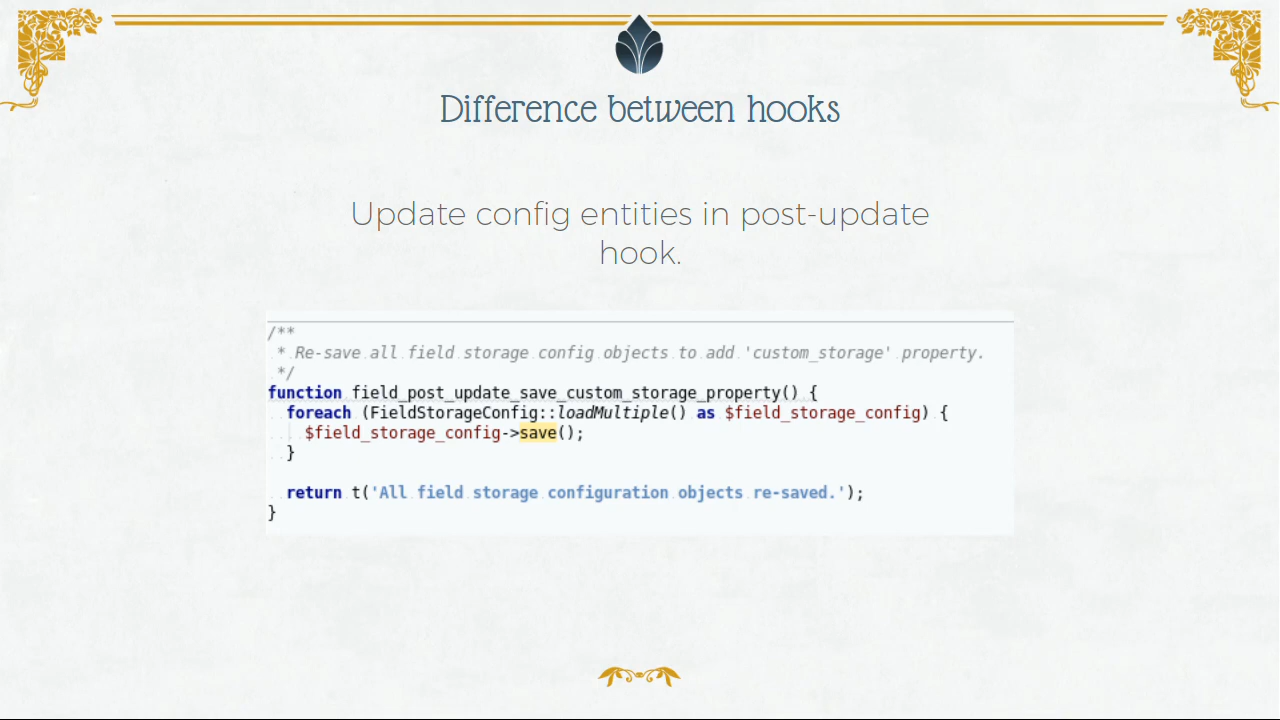 Difference between hooks
Update config entities in post-update
hook.
/**
 * Re-save all field storage config objects to add 'custom_storage' property.
 */
function field_post_update_save_custom_storage_property() {
  foreach (FieldStorageConfig::loadMultiple() as $field_storage_config) {
    $field_storage_config->save();
  }
  return t('All field storage configuration objects re-saved.');
}